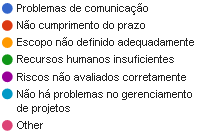 Problemas de comunicação
Não cumprimento do prazo
Escopo não definido adequadamente
Recursos humanos insuficientes
Riscos não avaliados corretamente
Não há problemas no gerenciamento
de projetos
Other